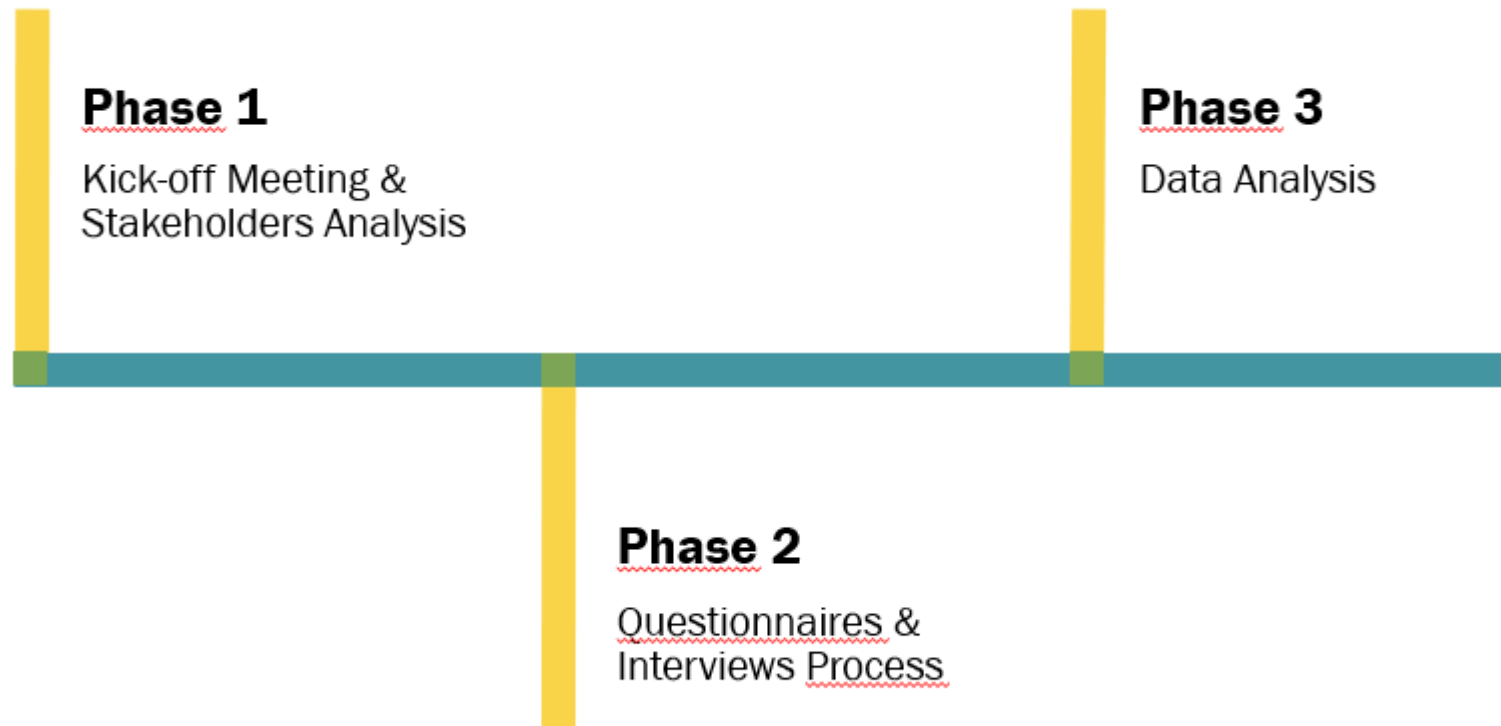 Phase 1
Kick-off Meeting &
Stakeholders Analysis
Phase 2
Questionnaires &
Interviews Process
Phase 3
Data Analysis